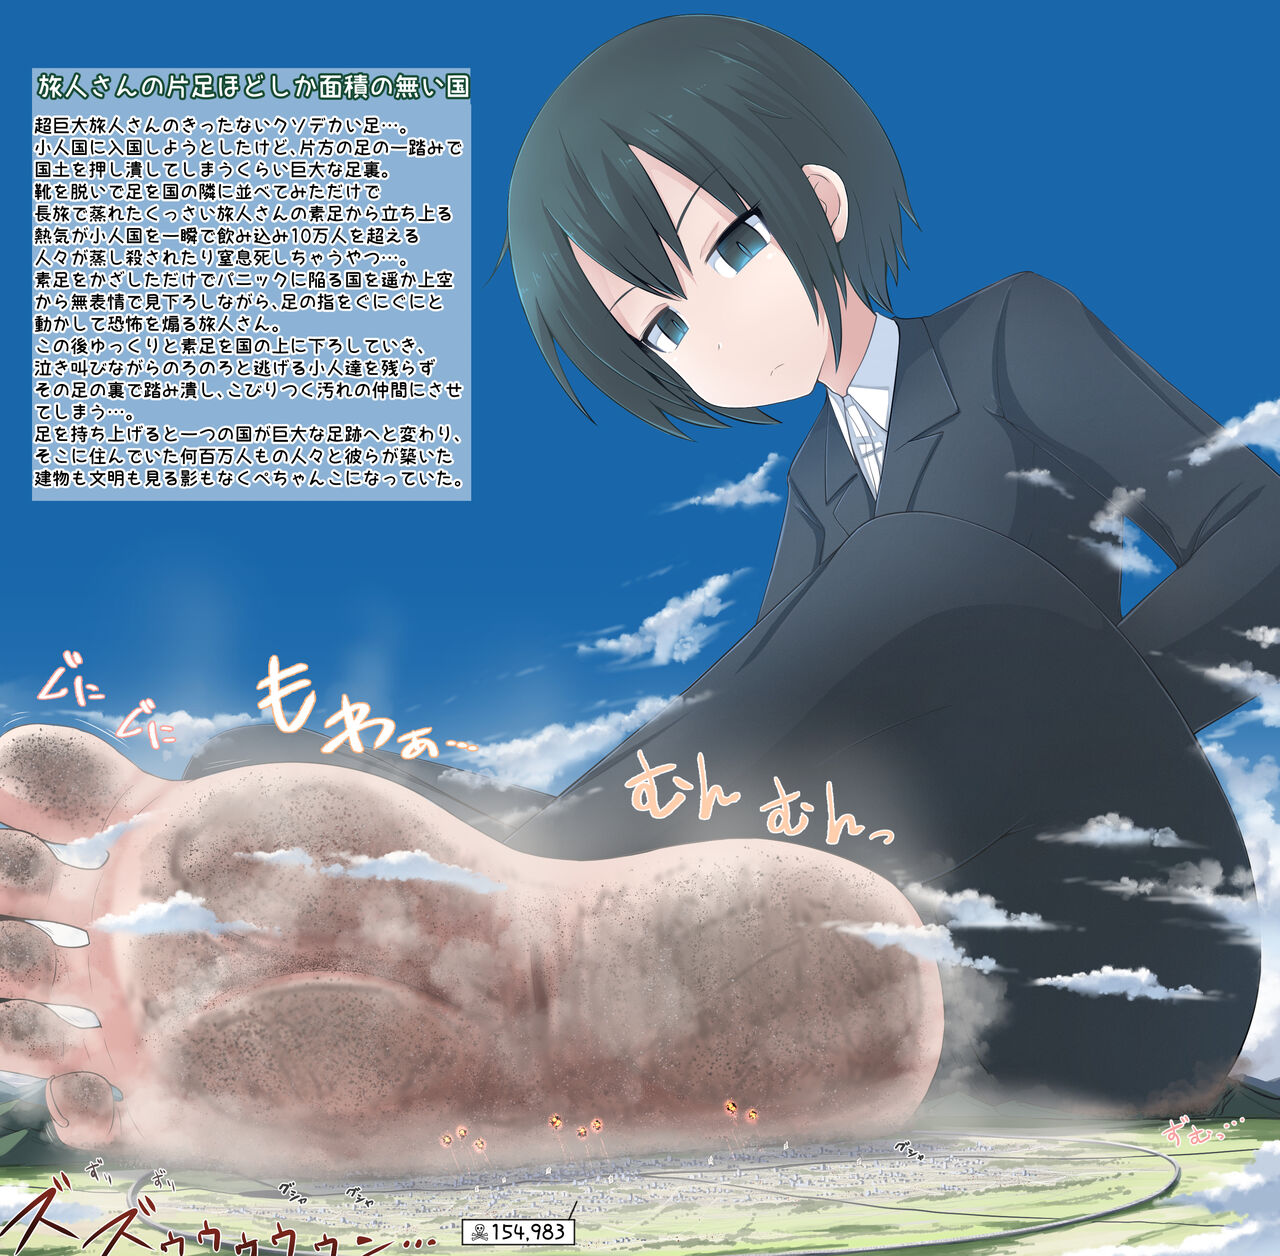 旅人さんの片足ほどしか面積の無い国
超巨大旅人さんのきったないクソデカい足…。
小人国に入国しようとしたけど、片方の足の一踏みで
国土を押し潰してしまうくらい巨大な足裏。
靴を脱いで足を国の隣に並べてみただけで
長旅で蒸れたくっさい旅人さんの素足から立ち上る
熱気が小人国を一瞬で飲み込み10万人を超える
人々が蒸し殺されたり窒息死しちゃうやつ…。
素足をかざしただけでパニックに陥る国を遥か上空
から無表情で見下ろしながら、足の指をぐにぐにと
動かして恐怖を煽る旅人さん。
この後ゆっくりと素足を国の上に下ろしていき、
泣き叫びながらのろのろと逃げる小人達を残らず
その足の裏で踏み潰し、こびりつく汚れの仲間にさせ
てしまう…。
足を持ち上げると一つの国が巨大な足跡へと変わり、
そこに住んでいた何百万人もの人々と彼らが築いた
建物も文明も見る影もなくぺちゃんこになっていた。
ぐに
ぐに
もわぁ…
むん
むんっ
ずむっ…
グシャ
ずり
ずり
グシャ
グシャ
ズズゥゥゥゥゥン…
154,983